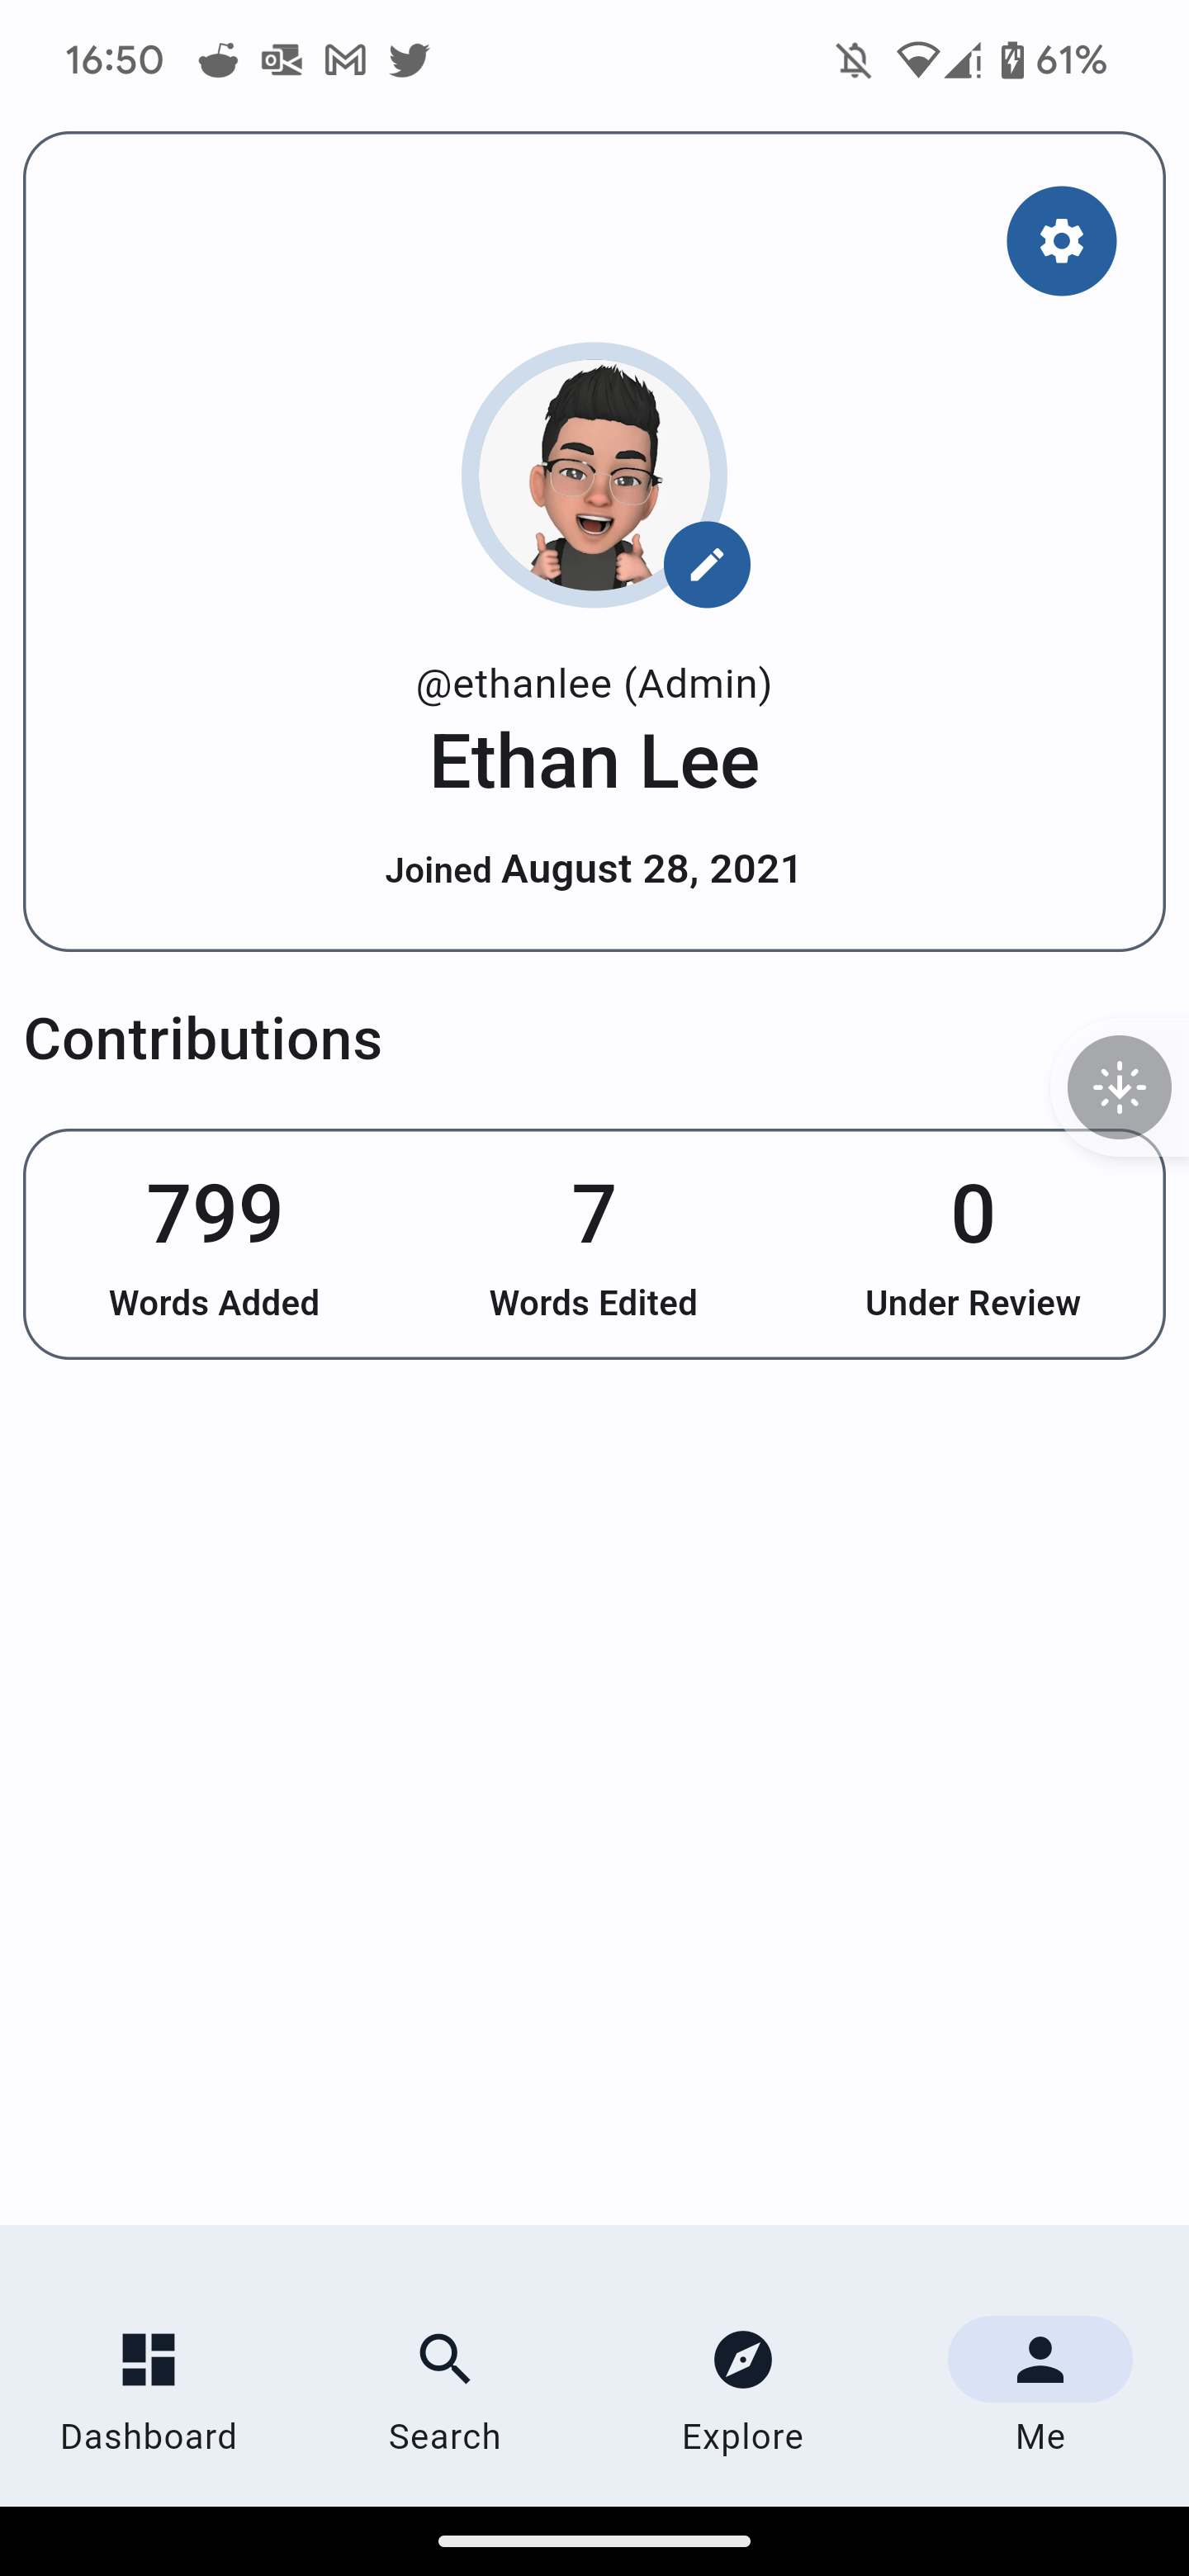 16:50 61%
@ethanlee (Admin)
Ethan Lee
Joined August 28, 2021
Contributions
799 7 0
Words Added Words Edited Under Review
Dashboard Search Explore Me